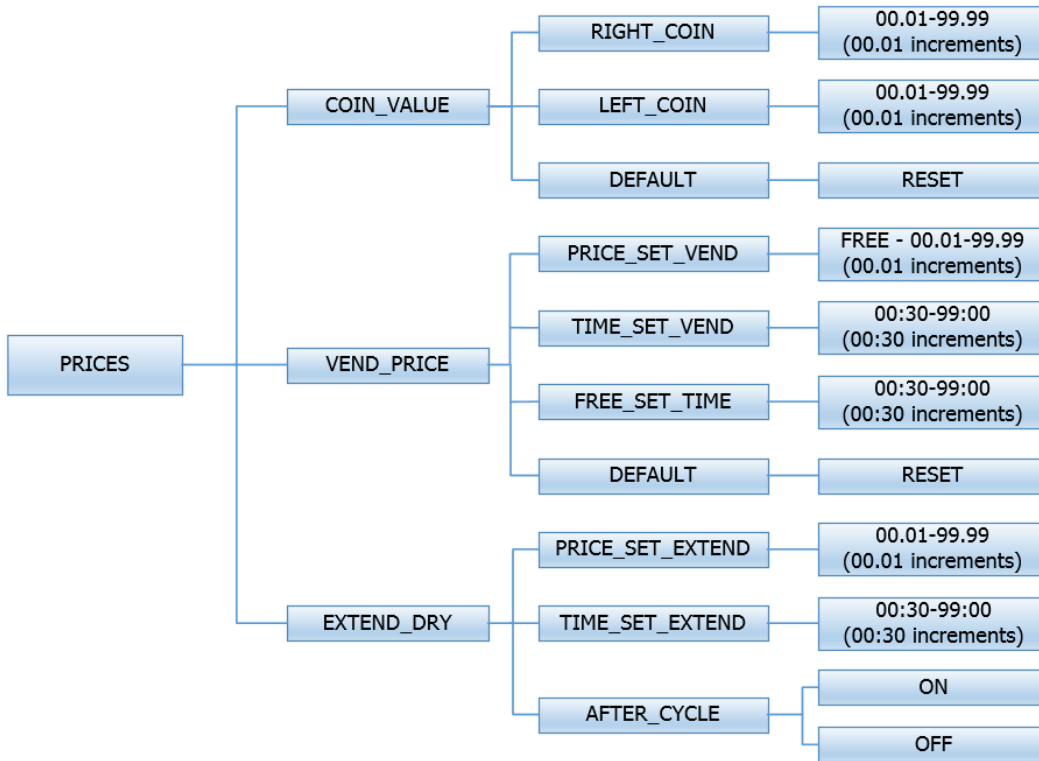 RIGHT_COIN
00.01-99.99
(00.01 increments)
COIN_VALUE
LEFT_COIN
00.01-99.99
(00.01 increments)
DEFAULT
RESET
PRICE_SET_VEND
FREE - 00.01-99.99
(00.01 increments)
TIME_SET_VEND
00:30-99:00
(00:30 increments)
PRICES
VEND_PRICE
FREE_SET_TIME
00:30-99:00
(00:30 increments)
DEFAULT
RESET
PRICE_SET_EXTEND
00.01-99.99
(00.01 increments)
EXTEND_DRY
TIME_SET_EXTEND
00:30-99:00
(00:30 increments)
AFTER_CYCLE
ON
OFF